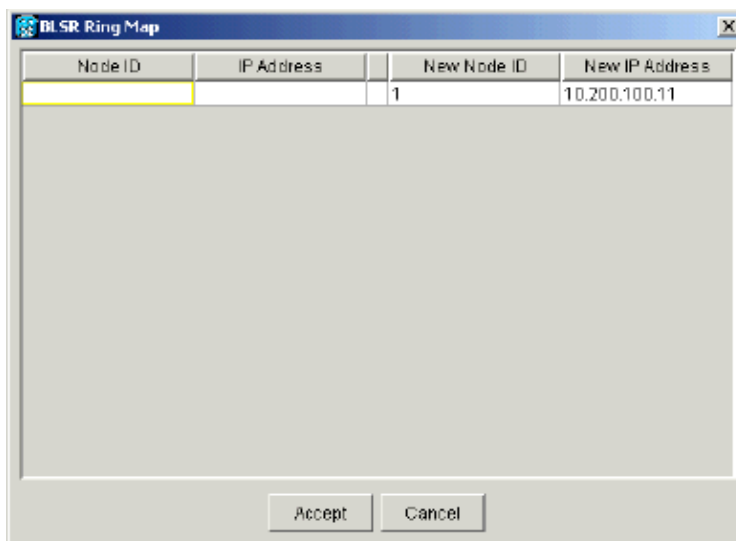 BLSR Ring Map
Node ID IP Address New Node ID New IP Address
1 10.200.100.11
Accept Cancel